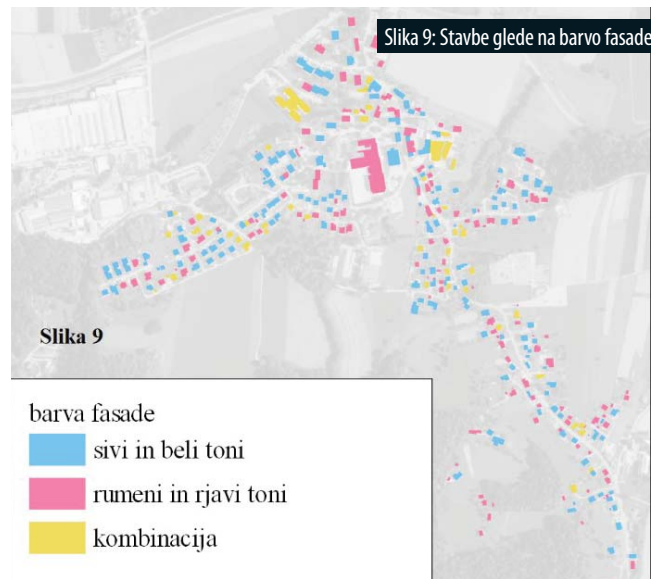 Slika 9: Stavbe glede na barvo fasade
Slika 9
barva fasade
sivi in beli toni
rumeni in rjavi toni
kombinacija